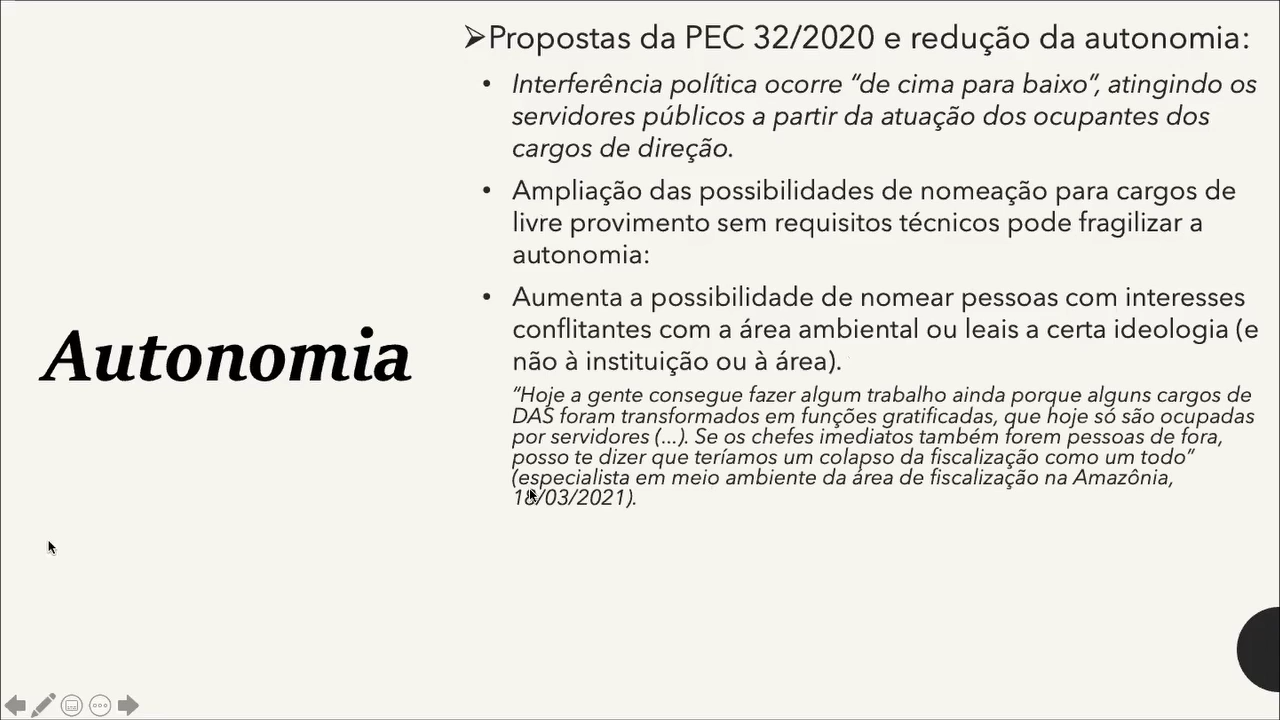 Autonomia
➢Propostas da PEC 32/2020 e redução da autonomia:
• Interferência política ocorre “de cima para baixo”, atingindo os
servidores públicos a partir da atuação dos ocupantes dos
cargos de direção.
• Ampliação das possibilidades de nomeação para cargos de
livre provimento sem requisitos técnicos pode fragilizar a
autonomia:
• Aumenta a possibilidade de nomear pessoas com interesses
conflitantes com a área ambiental ou leais a certa ideologia (e
não à instituição ou à área).
“Hoje a gente consegue fazer algum trabalho ainda porque alguns cargos de
DAS foram transformados em funções gratificadas, que hoje só são ocupadas
por servidores (...). Se os chefes imediatos também forem pessoas de fora,
posso te dizer que teríamos um colapso da fiscalização como um todo”
(especialista em meio ambiente da área de fiscalização na Amazônia,
18/03/2021).